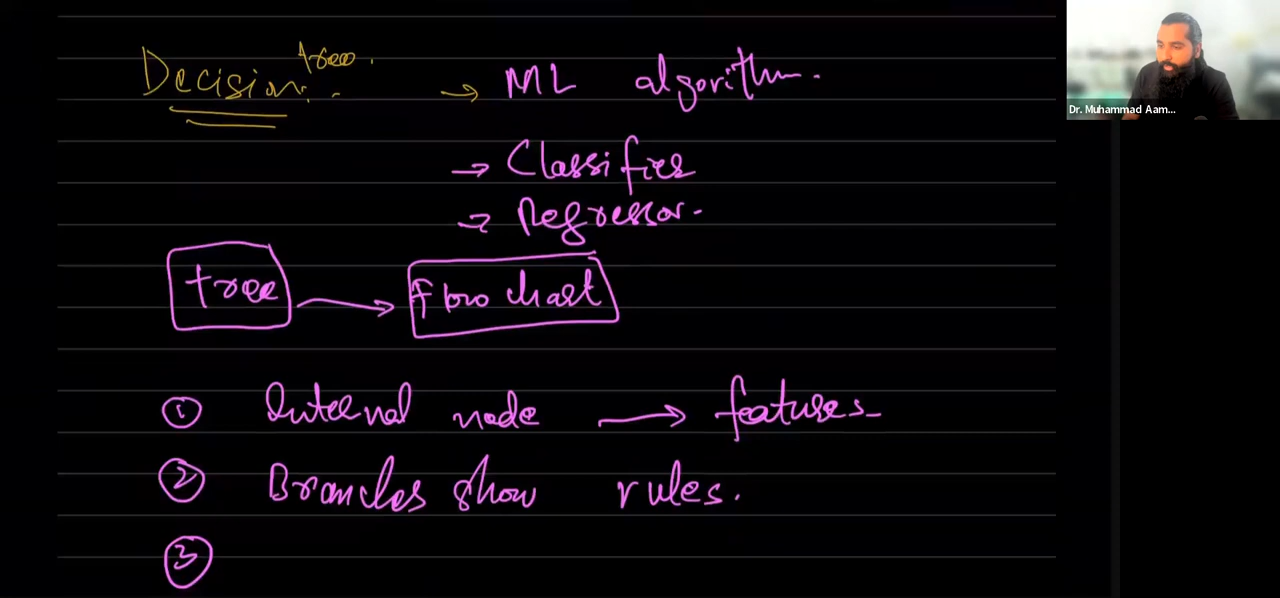 Decision tree.
→ ML algorithm.
→ Classifier
→ Regressor.
tree → flow chart
① Internal node → features
② Branches show rules.
③
Dr. Muhammad Aam...